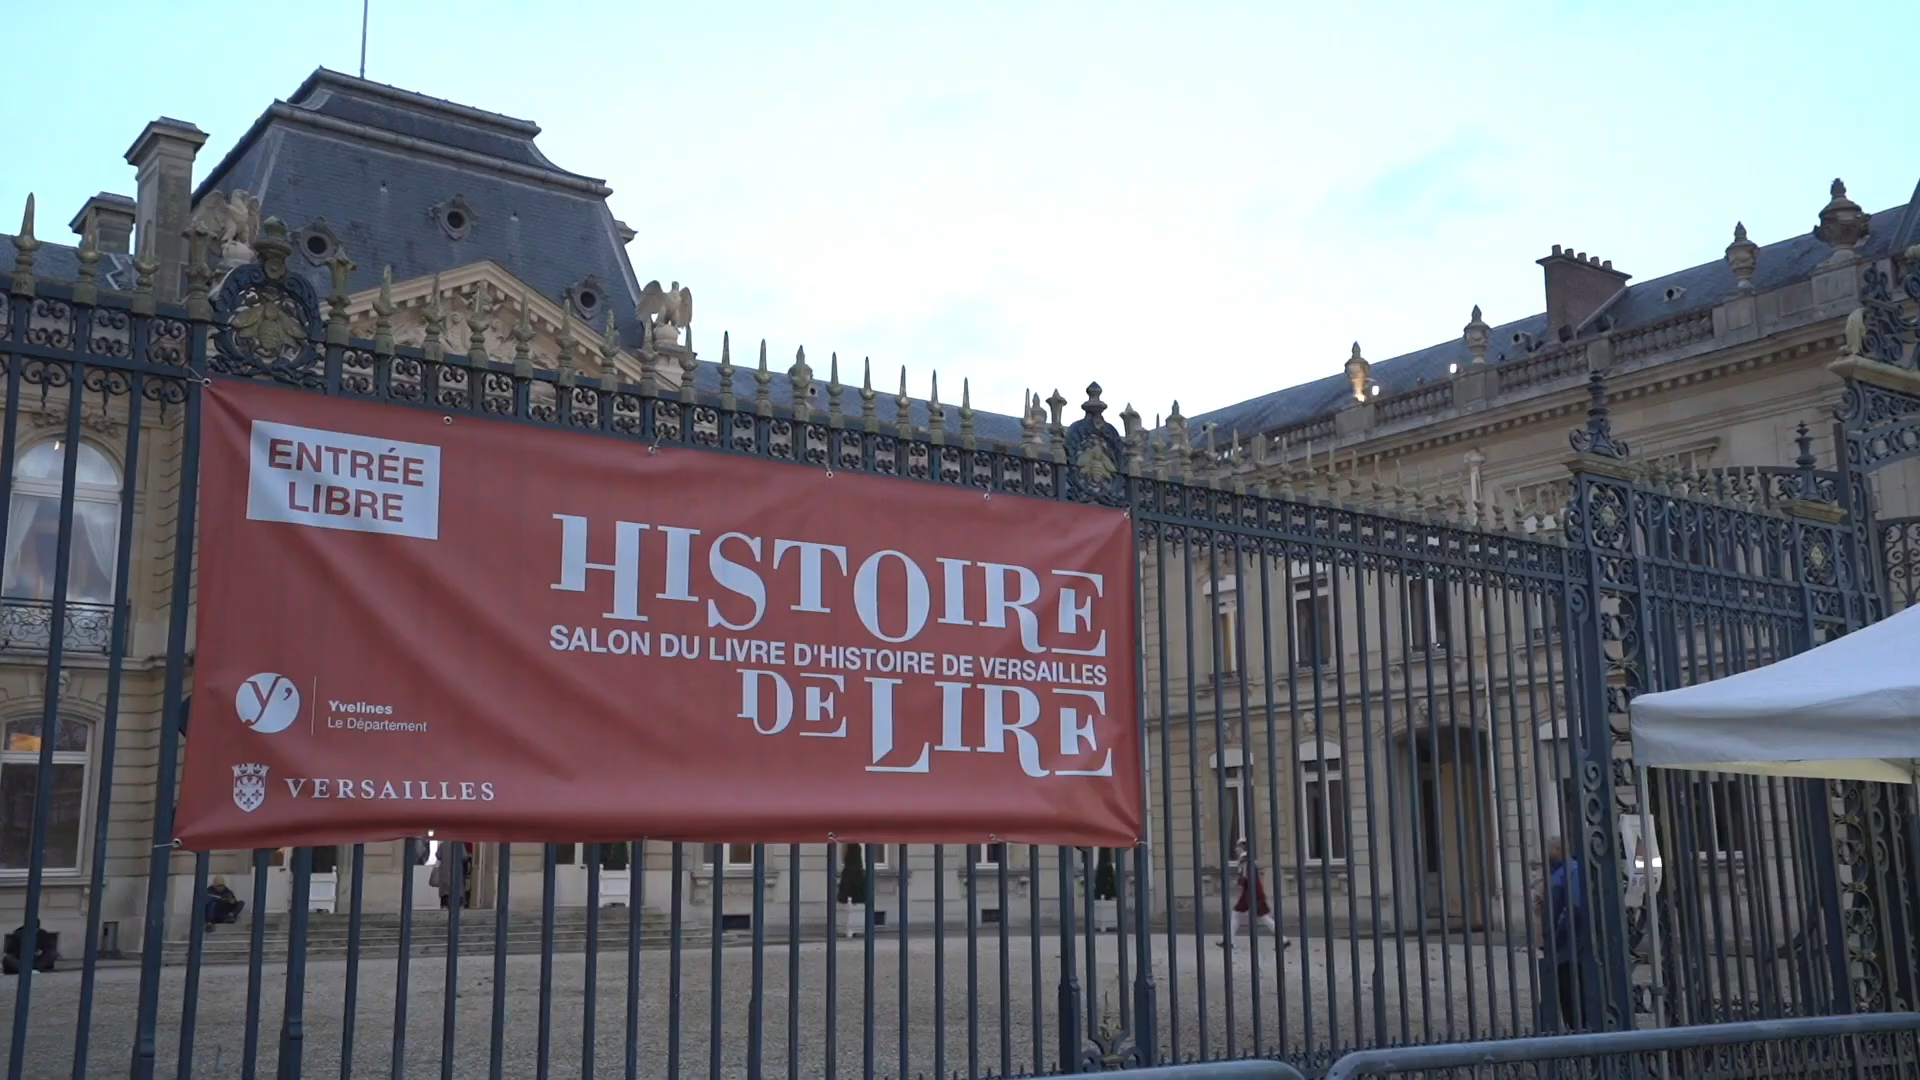 ENTRÉE
LIBRE
HISTOIRE
SALON DU LIVRE D'HISTOIRE DE VERSAILLES
DE LIRE
Yvelines
Le Département
VERSAILLES